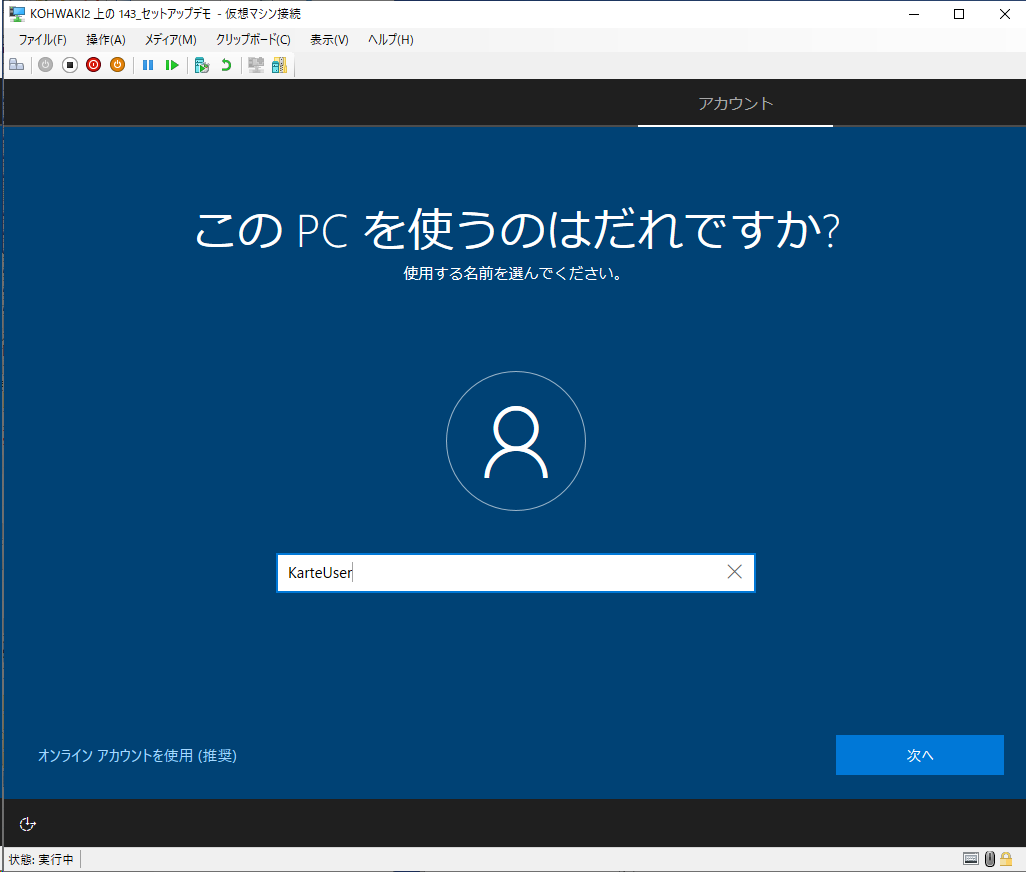 KOHWAKI2 上の 143_セットアップデモ - 仮想マシン接続
ファイル(F) 操作(A) メディア(M) クリップボード(C) 表示(V) ヘルプ(H)
アカウント
この PC を使うのはだれですか?
使用する名前を選んでください。
KarteUser
オンライン アカウントを使用 (推奨)
次へ
状態: 実行中